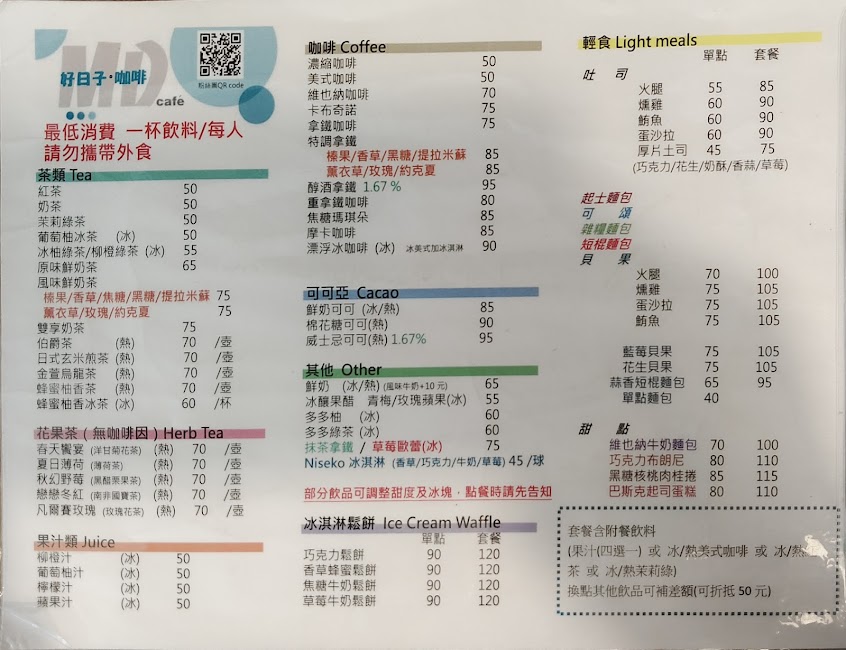 MD
好日子·咖啡
café
粉絲團QR code
最低消費 一杯飲料/每人
請勿攜帶外食
茶類 Tea
紅茶 50
奶茶 50
茉莉綠茶 50
葡萄柚冰茶 (冰) 50
冰柚綠茶/柳橙綠茶 (冰) 55
原味鮮奶茶 65
風味鮮奶茶
榛果/香草/焦糖/黑糖/提拉米蘇 75
薰衣草/玫瑰/約克夏 75
雙享奶茶 75
伯爵茶 (熱) 70 /壺
日式玄米煎茶 (熱) 70 /壺
金萱烏龍茶 (熱) 70 /壺
蜂蜜柚香茶 (熱) 70 /壺
蜂蜜柚香冰茶 (冰) 60 /杯
花果茶 ( 無咖啡因 ) Herb Tea
春天饗宴 (洋甘菊花茶) (熱) 70 /壺
夏日薄荷 (薄荷茶) (熱) 70 /壺
秋幻野莓 (黑醋栗果茶) (熱) 70 /壺
戀戀冬紅 (南非國寶茶) (熱) 70 /壺
凡爾賽玫瑰 (玫瑰花茶) (熱) 70 /壺
果汁類 Juice
柳橙汁 (冰) 50
葡萄柚汁 (冰) 50
檸檬汁 (冰) 50
蘋果汁 (冰) 50
咖啡 Coffee
濃縮咖啡 50
美式咖啡 50
維也納咖啡 70
卡布奇諾 75
拿鐵咖啡 75
特調拿鐵
榛果/香草/黑糖/提拉米蘇 85
薰衣草/玫瑰/約克夏 85
醇酒拿鐵 1.67 % 95
重拿鐵咖啡 80
焦糖瑪琪朵 85
摩卡咖啡 85
漂浮冰咖啡 (冰) 冰美式加冰淇淋 90
可可亞 Cacao
鮮奶可可 (冰/熱) 85
棉花糖可可(熱) 90
威士忌可可(熱) 1.67% 95
其他 Other
鮮奶 (冰/熱) (風味牛奶+10 元) 65
冰釀果醋 青梅/玫瑰蘋果(冰) 55
多多柚 (冰) 60
多多綠茶 (冰) 60
抹茶拿鐵 / 草莓歐蕾(冰) 75
Niseko 冰淇淋 (香草/巧克力/牛奶/草莓) 45 /球
部分飲品可調整甜度及冰塊，點餐時請先告知
冰淇淋鬆餅 Ice Cream Waffle
單點 套餐
巧克力鬆餅 90 120
香草蜂蜜鬆餅 90 120
焦糖牛奶鬆餅 90 120
草莓牛奶鬆餅 90 120
輕食 Light meals
單點 套餐
吐 司
火腿 55 85
燻雞 60 90
鮪魚 60 90
蛋沙拉 60 90
厚片土司 45 75
(巧克力/花生/奶酥/香蒜/草莓)
起士麵包
可 頌
雜糧麵包
短棍麵包
貝 果
火腿 70 100
燻雞 75 105
蛋沙拉 75 105
鮪魚 75 105
藍莓貝果 75 105
花生貝果 75 105
蒜香短棍麵包 65 95
單點麵包 40
甜 點
維也納牛奶麵包 70 100
巧克力布朗尼 80 110
黑糖核桃肉桂捲 85 115
巴斯克起司蛋糕 80 110
套餐含附餐飲料
(果汁(四選一) 或 冰/熱美式咖啡 或 冰/熱
茶 或 冰/熱茉莉綠)
換點其他飲品可補差額(可折抵 50 元)